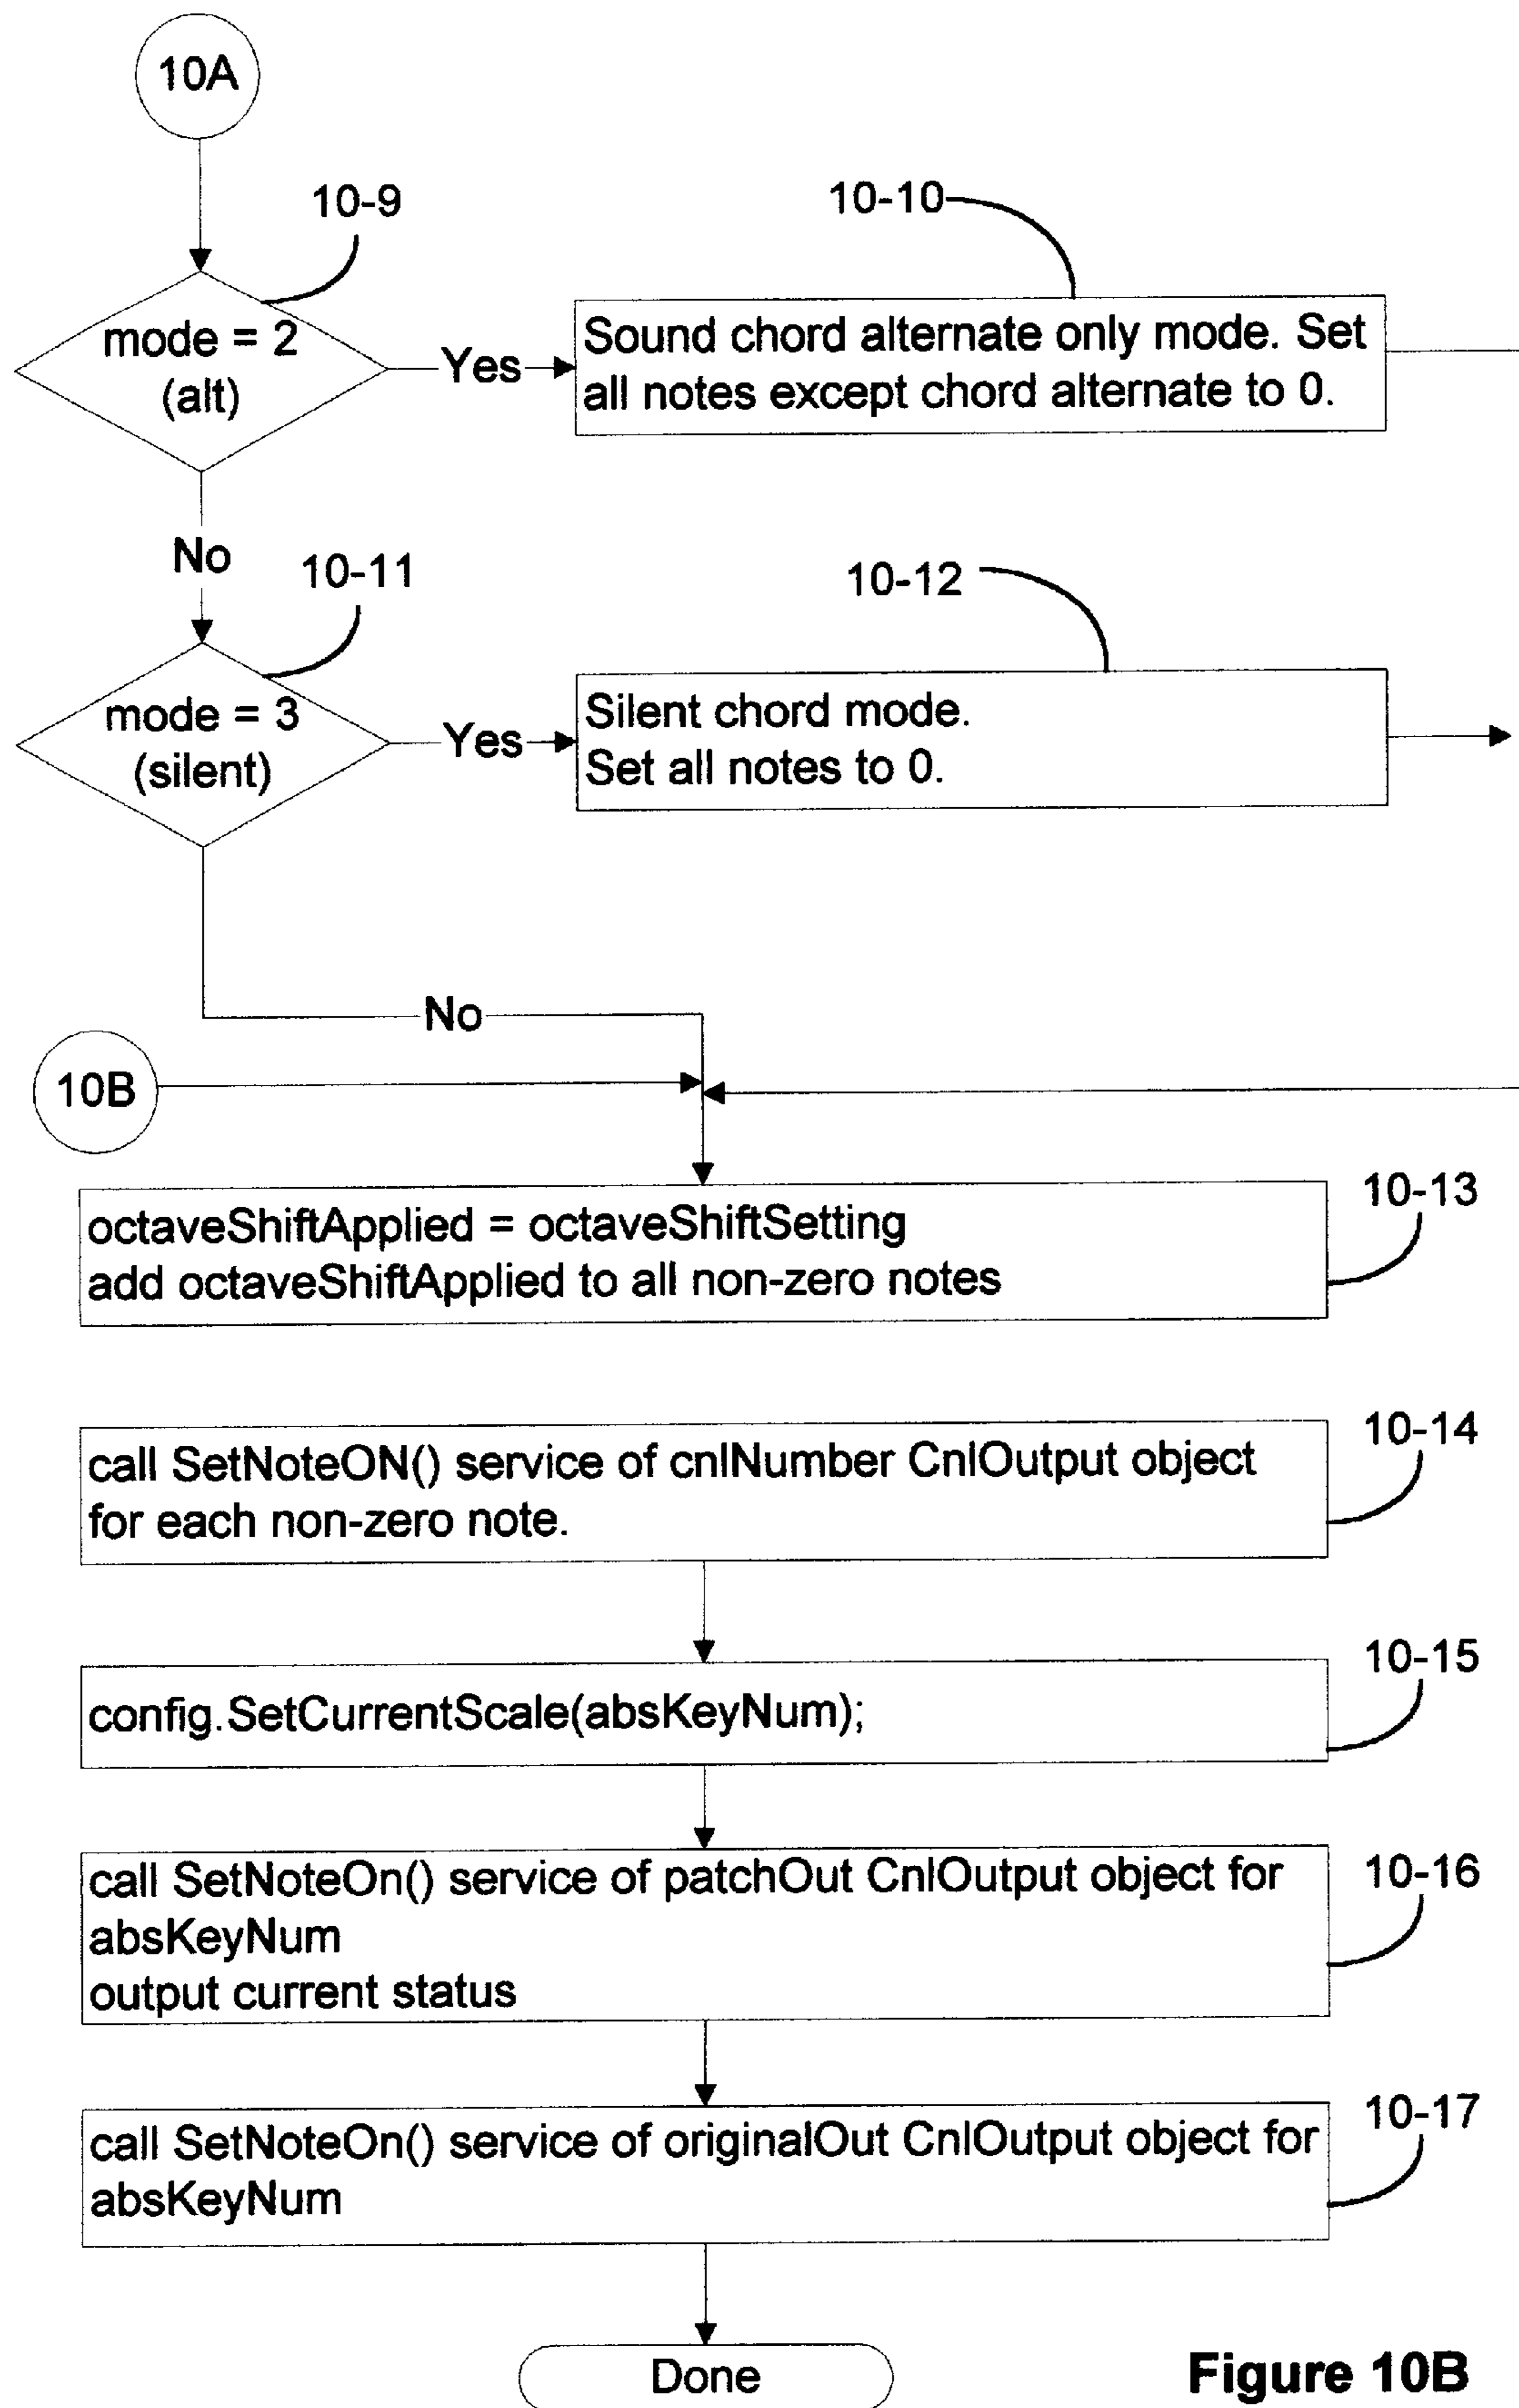 10A
10-9
10-10
mode = 2
(alt)
Yes
Sound chord alternate only mode. Set
all notes except chord alternate to 0.
No
10-11
10-12
mode = 3
(silent)
Yes
Silent chord mode.
Set all notes to 0.
No
10B
10-13
octaveShiftApplied = octaveShiftSetting
add octaveShiftApplied to all non-zero notes
10-14
call SetNoteON() service of cnlNumber CnlOutput object
for each non-zero note.
10-15
config.SetCurrentScale(absKeyNum);
10-16
call SetNoteOn() service of patchOut CnlOutput object for
absKeyNum
output current status
10-17
call SetNoteOn() service of originalOut CnlOutput object for
absKeyNum
Done
Figure 10B